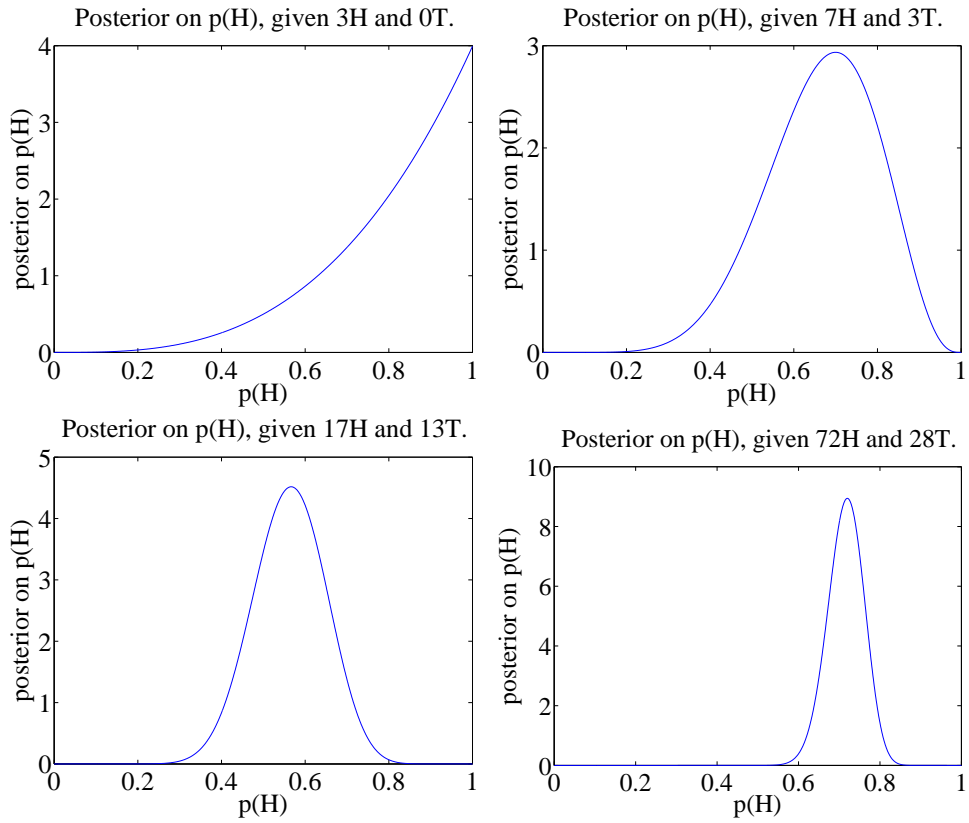 Posterior on p(H), given 3H and 0T.
4
3
2
1
0
posterior on p(H)
0 0.2 0.4 0.6 0.8 1
p(H)
Posterior on p(H), given 7H and 3T.
3
2
1
0
posterior on p(H)
0 0.2 0.4 0.6 0.8 1
p(H)
Posterior on p(H), given 17H and 13T.
5
4
3
2
1
0
posterior on p(H)
0 0.2 0.4 0.6 0.8 1
p(H)
Posterior on p(H), given 72H and 28T.
10
8
6
4
2
0
posterior on p(H)
0 0.2 0.4 0.6 0.8 1
p(H)